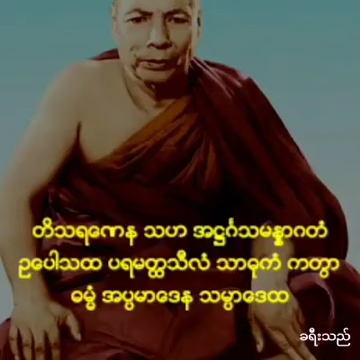 တိသရဏေန သဟ အဋ္ဌင်္ဂသမန္နာဂတံ
ဥပေါသထ ပရမတ္ထသီလံ သာဓုကံ ကတွာ
ဓမ္မံ အပ္ပမာဒေန သမ္ပာဒေထ
ခရီးသည်